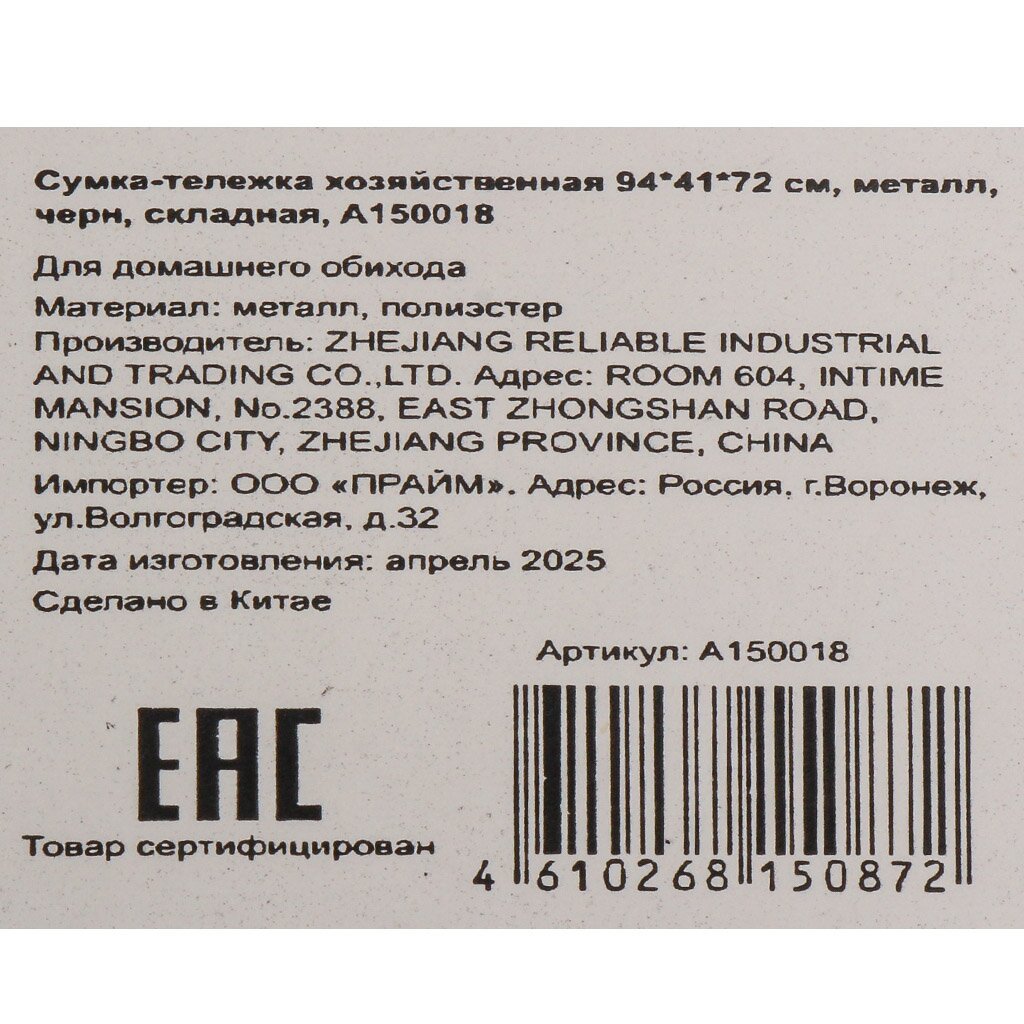 Сумка-тележка хозяйственная 94*41*72 см, металл,
черн, складная, А150018
Для домашнего обихода
Материал: металл, полиэстер
Производитель: ZHEJIANG RELIABLE INDUSTRIAL
AND TRADING CO.,LTD. Адрес: ROOM 604, INTIME
MANSION, No.2388, EAST ZHONGSHAN ROAD,
NINGBO CITY, ZHEJIANG PROVINCE, CHINA
Импортер: ООО «ПРАЙМ». Адрес: Россия. г.Воронеж,
ул.Волгоградская, д.32
Дата изготовления: апрель 2025
Сделано в Китае
Артикул: А150018
EAC
Товар сертифицирован
4 610268 150872